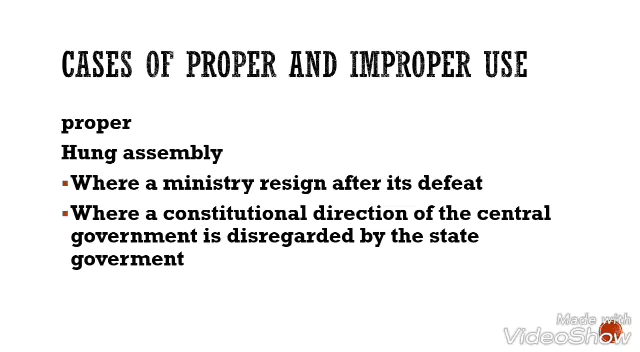 CASES OF PROPER AND IMPROPER USE
proper
Hung assembly
▪Where a ministry resign after its defeat
▪Where a constitutional direction of the central
government is disregarded by the state
goverment
Made with
VideoShow